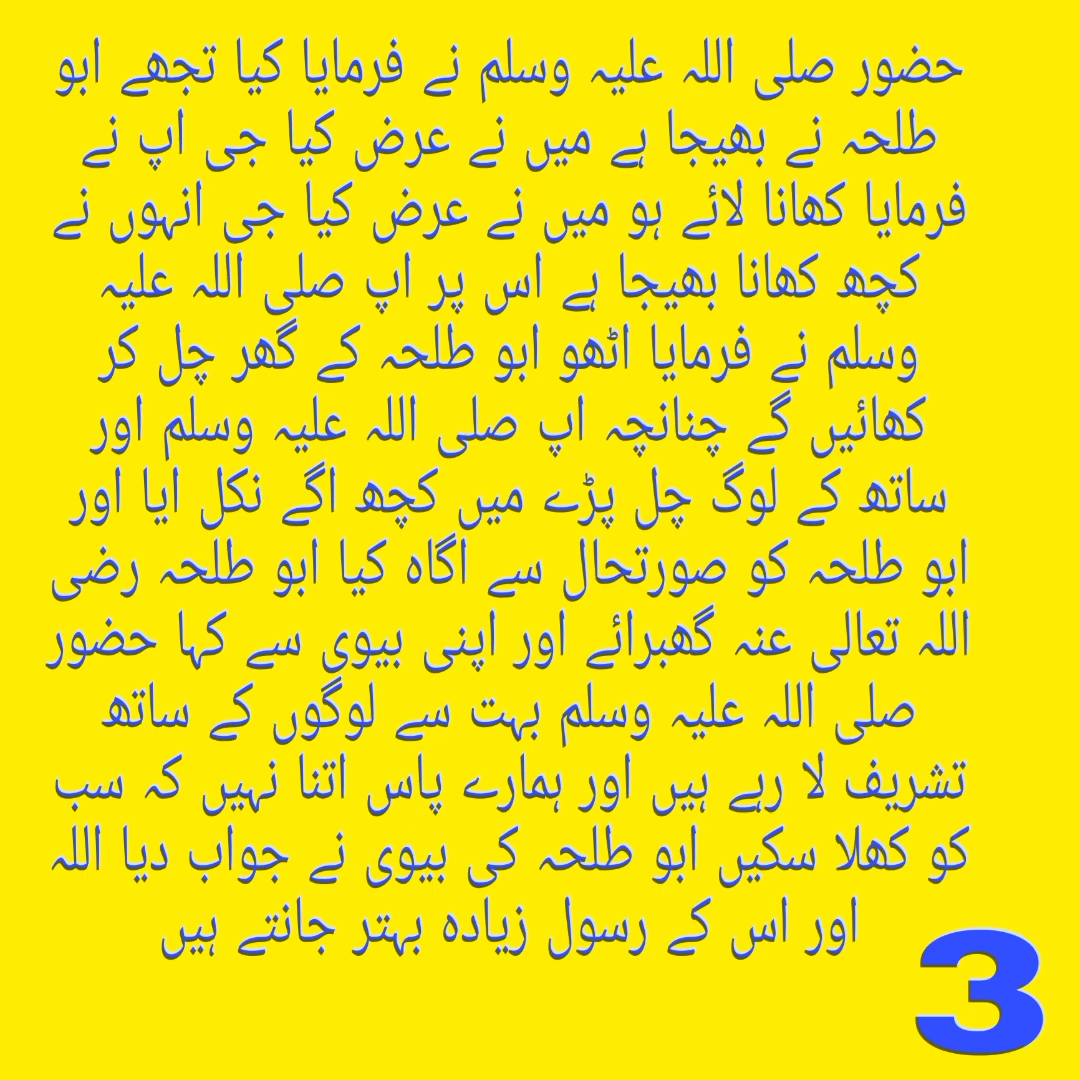 حضور صلی اللہ علیہ وسلم نے فرمایا کیا تجھے ابو
طلحہ نے بھیجا ہے میں نے عرض کیا جی اپ نے
فرمایا کھانا لائے ہو میں نے عرض کیا جی انہوں نے
کچھ کھانا بھیجا ہے اس پر اپ صلی اللہ علیہ
وسلم نے فرمایا اٹھو ابو طلحہ کے گھر چل کر
کھائیں گے چنانچہ اپ صلی اللہ علیہ وسلم اور
ساتھ کے لوگ چل پڑے میں کچھ اگے نکل ایا اور
ابو طلحہ کو صورتحال سے اگاہ کیا ابو طلحہ رضی
اللہ تعالی عنہ گھبرائے اور اپنی بیوی سے کہا حضور
صلی اللہ علیہ وسلم بہت سے لوگوں کے ساتھ
تشریف لا رہے ہیں اور ہمارے پاس اتنا نہیں کہ سب
کو کھلا سکیں ابو طلحہ کی بیوی نے جواب دیا اللہ
اور اس کے رسول زیادہ بہتر جانتے ہیں
3